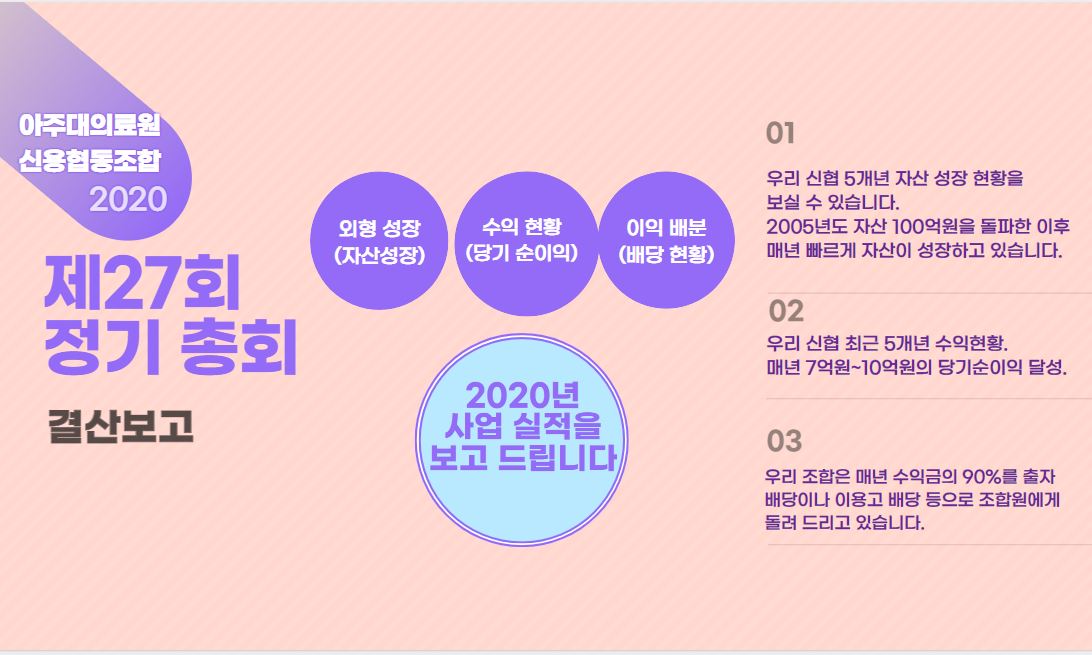 아주대의료원
신용협동조합
2020
제27회
정기 총회
결산보고
외형 성장
(자산성장)
수익 현황
(당기 순이익)
이익 배분
(배당 현황)
2020년
사업 실적을
보고 드립니다
01
우리 신협 5개년 자산 성장 현황을
보실 수 있습니다.
2005년도 자산 100억원을 돌파한 이후
매년 빠르게 자산이 성장하고 있습니다.
02
우리 신협 최근 5개년 수익현황.
매년 7억원~10억원의 당기순이익 달성.
03
우리 조합은 매년 수익금의 90%를 출자
배당이나 이용고 배당 등으로 조합원에게
돌려 드리고 있습니다.